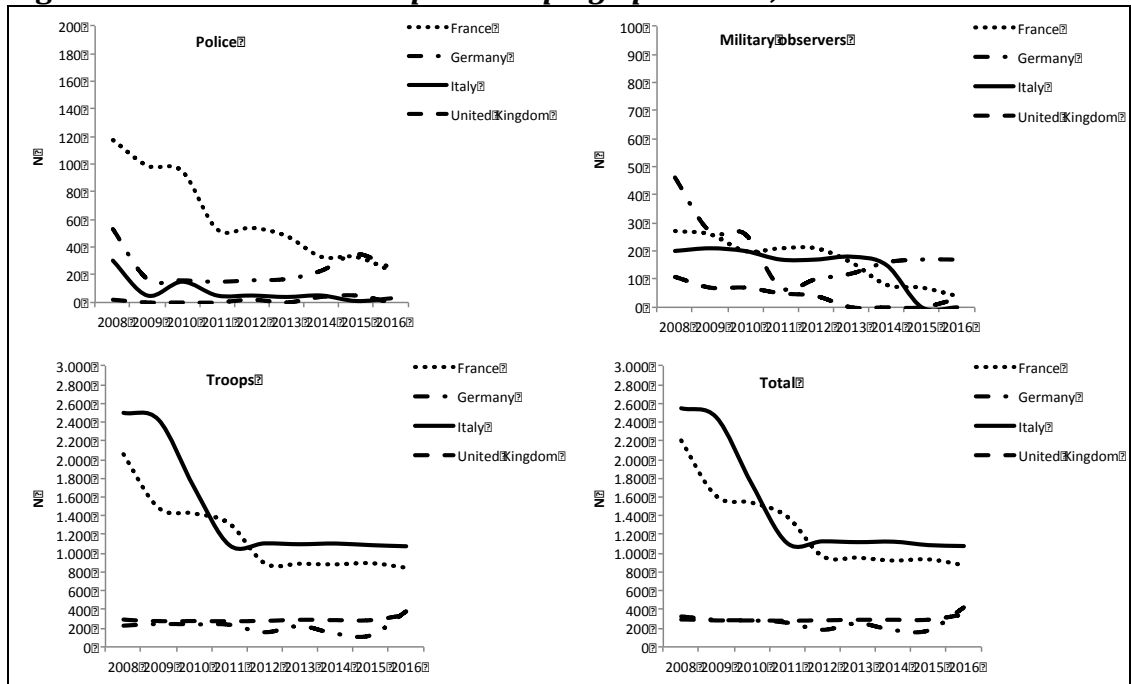 Police
N
200
180
160
140
120
100
80
60
40
20
0
2008 2009 2010 2011 2012 2013 2014 2015 2016
France
Germany
Italy
United Kingdom
Military observers
N
100
90
80
70
60
50
40
30
20
10
0
2008 2009 2010 2011 2012 2013 2014 2015 2016
France
Germany
Italy
United Kingdom
Troops
N
3.000
2.800
2.600
2.400
2.200
2.000
1.800
1.600
1.400
1.200
1.000
800
600
400
200
0
2008 2009 2010 2011 2012 2013 2014 2015 2016
France
Germany
Italy
United Kingdom
Total
N
3.000
2.800
2.600
2.400
2.200
2.000
1.800
1.600
1.400
1.200
1.000
800
600
400
200
0
2008 2009 2010 2011 2012 2013 2014 2015 2016
France
Germany
Italy
United Kingdom